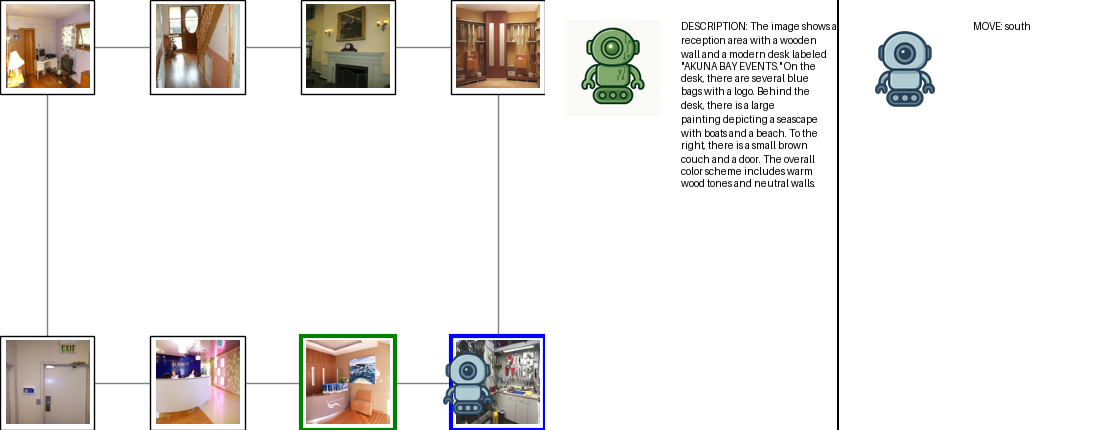 DESCRIPTION: The image shows a
reception area with a wooden
wall and a modern desk labeled
"AKUNA BAY EVENTS." On the
desk, there are several blue
bags with a logo. Behind the
desk, there is a large
painting depicting a seascape
with boats and a beach. To the
right, there is a small brown
couch and a door. The overall
color scheme includes warm
wood tones and neutral walls.
MOVE: south
EXIT